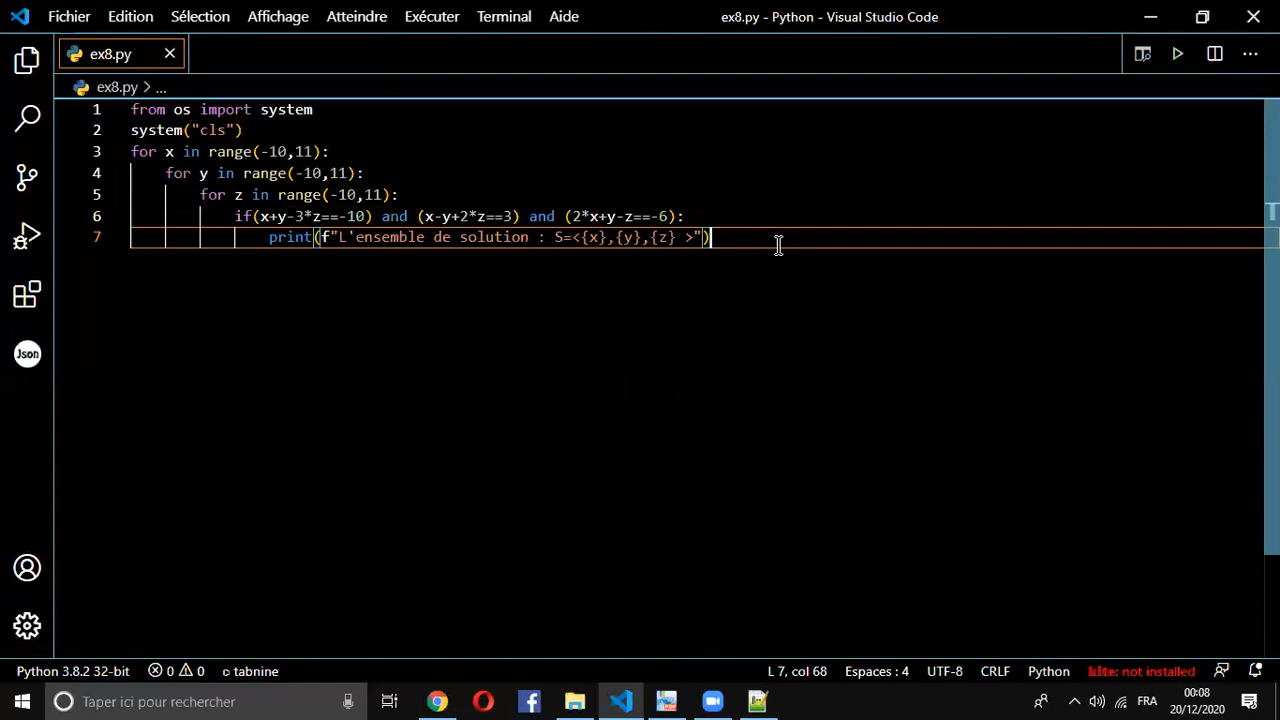 Fichier Edition Sélection Affichage Atteindre Exécuter Terminal Aide ex8.py - Python - Visual Studio Code
ex8.py
ex8.py > ...
1 from os import system
2 system("cls")
3 for x in range(-10,11):
4 for y in range(-10,11):
5 for z in range(-10,11):
6 if(x+y-3*z==-10) and (x-y+2*z==3) and (2*x+y-z==-6):
7 print(f"L'ensemble de solution : S=<{x},{y},{z} >")
Json
Python 3.8.2 32-bit 0 0 tabnine L 7, col 68 Espaces : 4 UTF-8 CRLF Python kite: not installed
Taper ici pour rechercher FRA 00:08
20/12/2020